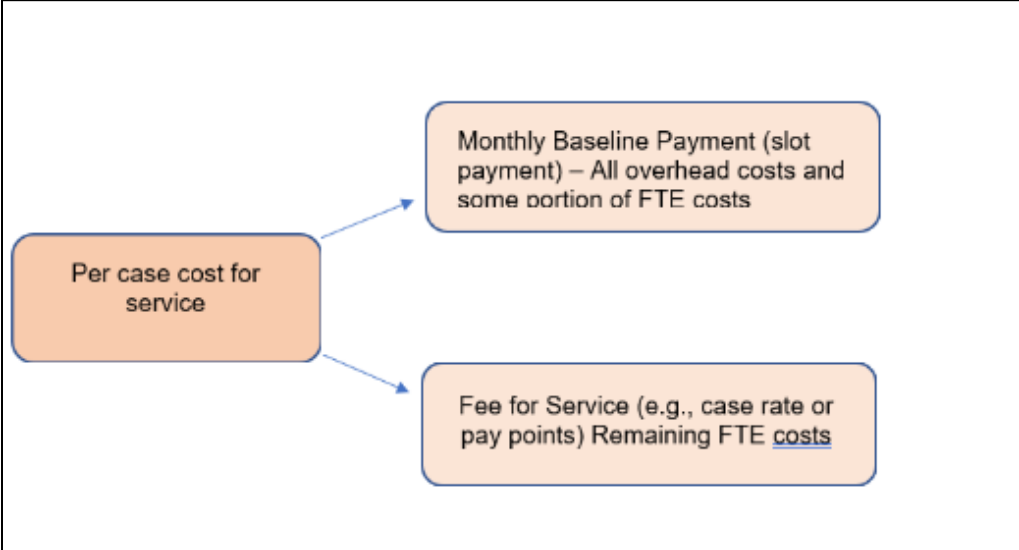 Monthly Baseline Payment (slot
payment) – All overhead costs and
some portion of FTE costs
Per case cost for
service
Fee for Service (e.g., case rate or
pay points) Remaining FTE costs